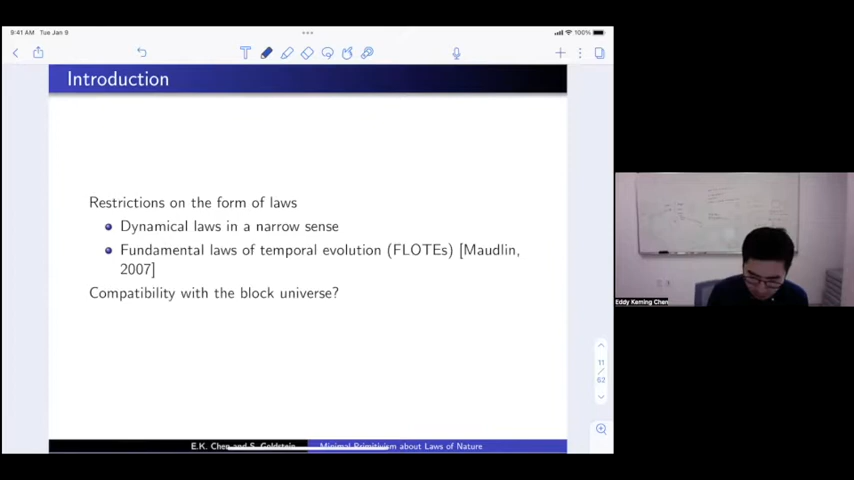 9:41 AM Tue Jan 9
100%
Introduction
Restrictions on the form of laws
Dynamical laws in a narrow sense
Fundamental laws of temporal evolution (FLOTEs) [Maudlin,
2007]
Compatibility with the block universe?
11
/
62
Eddy Keming Chen
E.K. Chen and S. Goldstein Minimal Primitivism about Laws of Nature